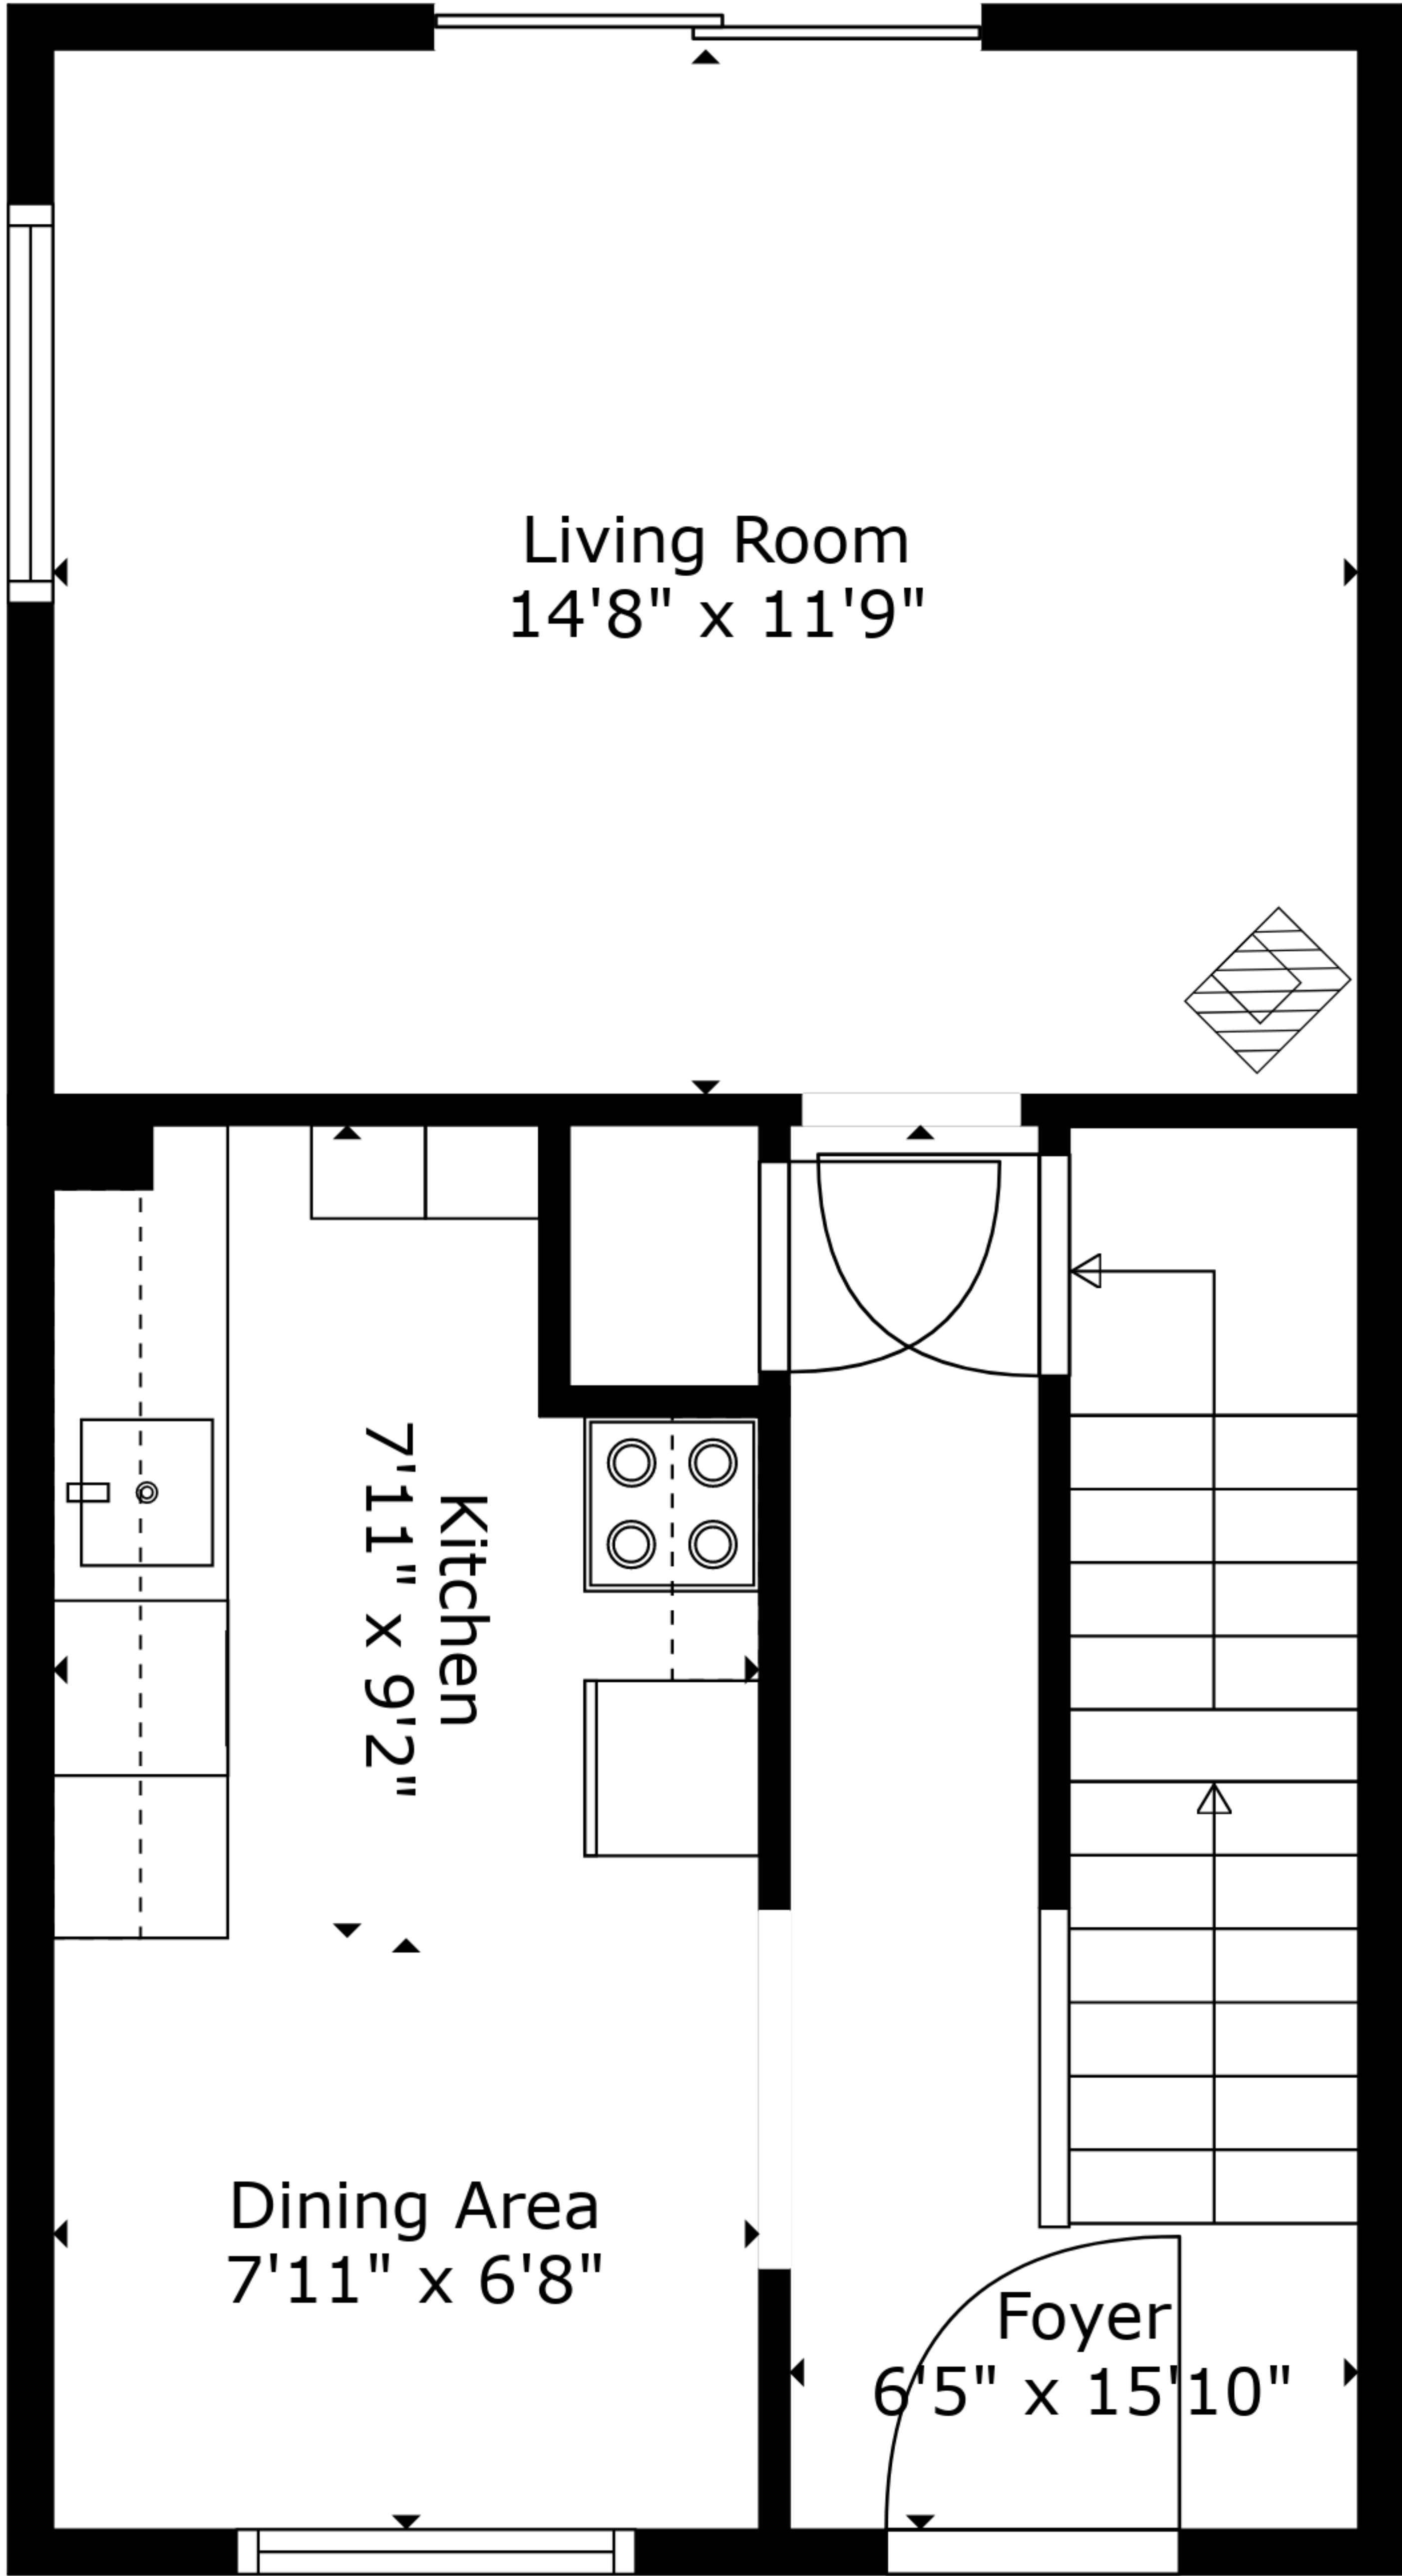 Living Room
14'8" x 11'9"
Kitchen
7'11" x 9'2"
Dining Area
7'11" x 6'8"
Foyer
6'5" x 15'10"